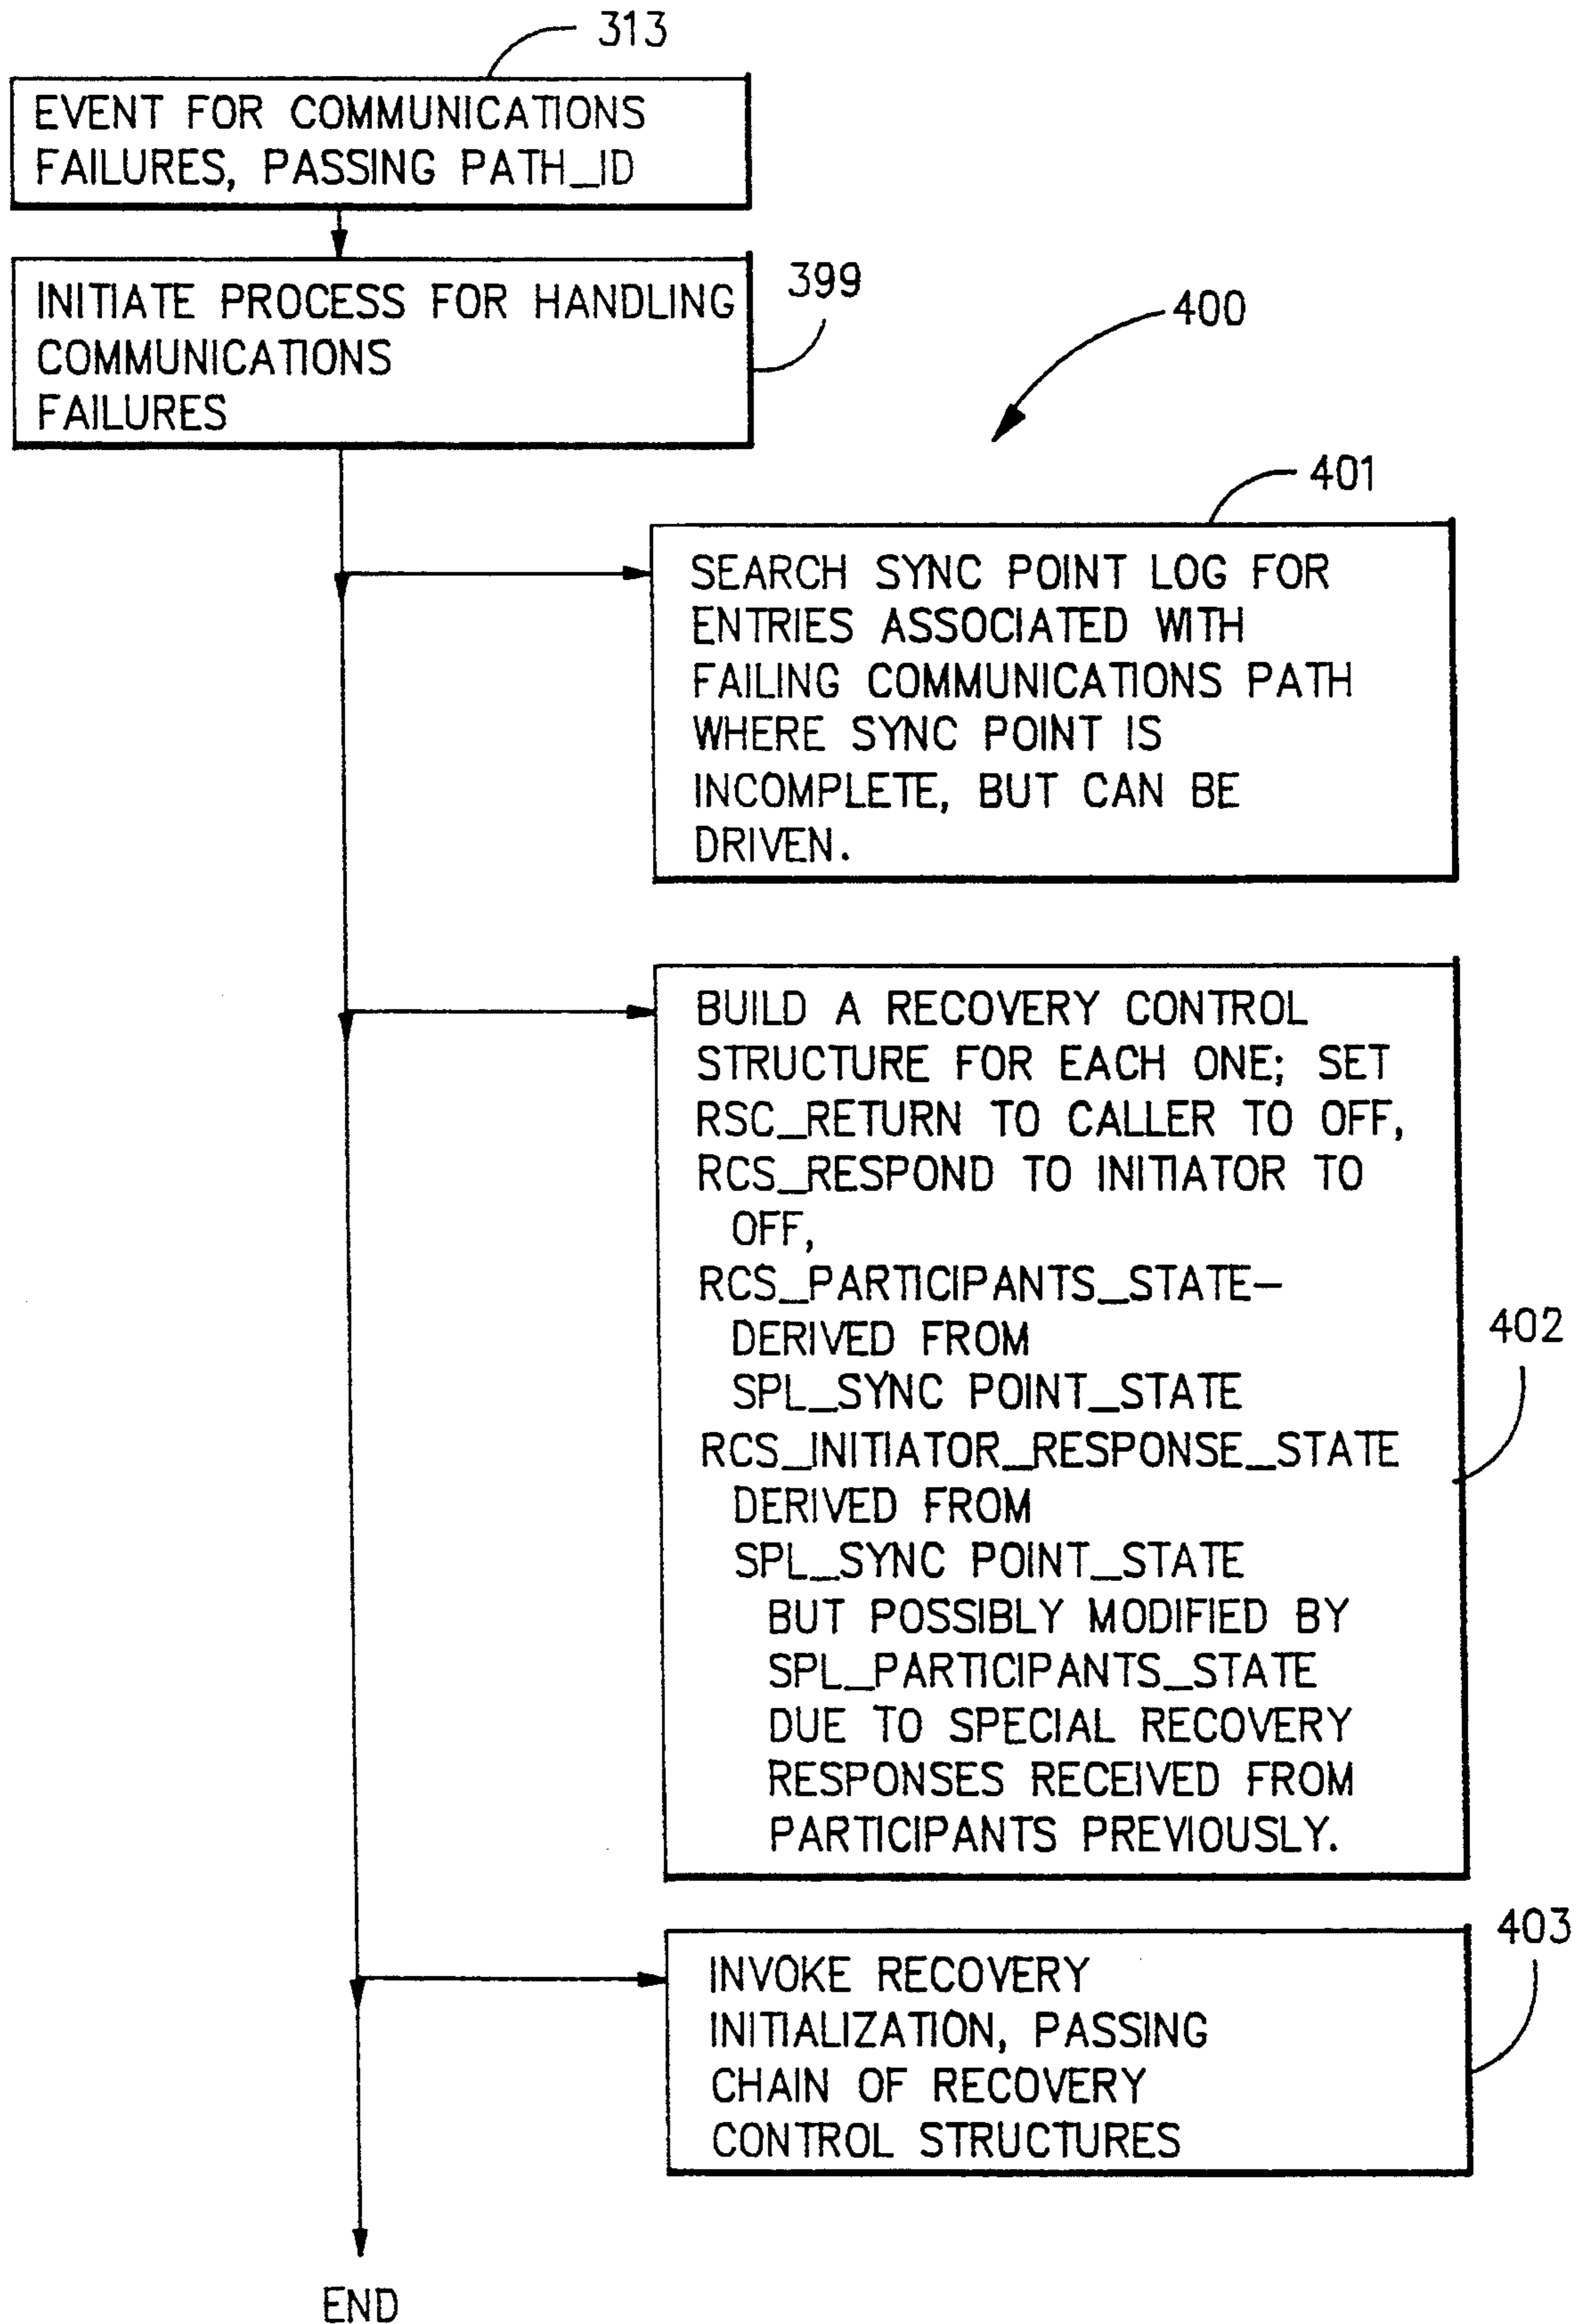 313
EVENT FOR COMMUNICATIONS
FAILURES, PASSING PATH_ID
399
INITIATE PROCESS FOR HANDLING
COMMUNICATIONS
FAILURES
400
401
SEARCH SYNC POINT LOG FOR
ENTRIES ASSOCIATED WITH
FAILING COMMUNICATIONS PATH
WHERE SYNC POINT IS
INCOMPLETE, BUT CAN BE
DRIVEN.
BUILD A RECOVERY CONTROL
STRUCTURE FOR EACH ONE; SET
RSC_RETURN TO CALLER TO OFF,
RCS_RESPOND TO INITIATOR TO
OFF,
RCS_PARTICIPANTS_STATE-
DERIVED FROM
SPL_SYNC POINT_STATE
RCS_INITIATOR_RESPONSE_STATE
DERIVED FROM
SPL_SYNC POINT_STATE
BUT POSSIBLY MODIFIED BY
SPL_PARTICIPANTS_STATE
DUE TO SPECIAL RECOVERY
RESPONSES RECEIVED FROM
PARTICIPANTS PREVIOUSLY.
402
403
INVOKE RECOVERY
INITIALIZATION, PASSING
CHAIN OF RECOVERY
CONTROL STRUCTURES
END